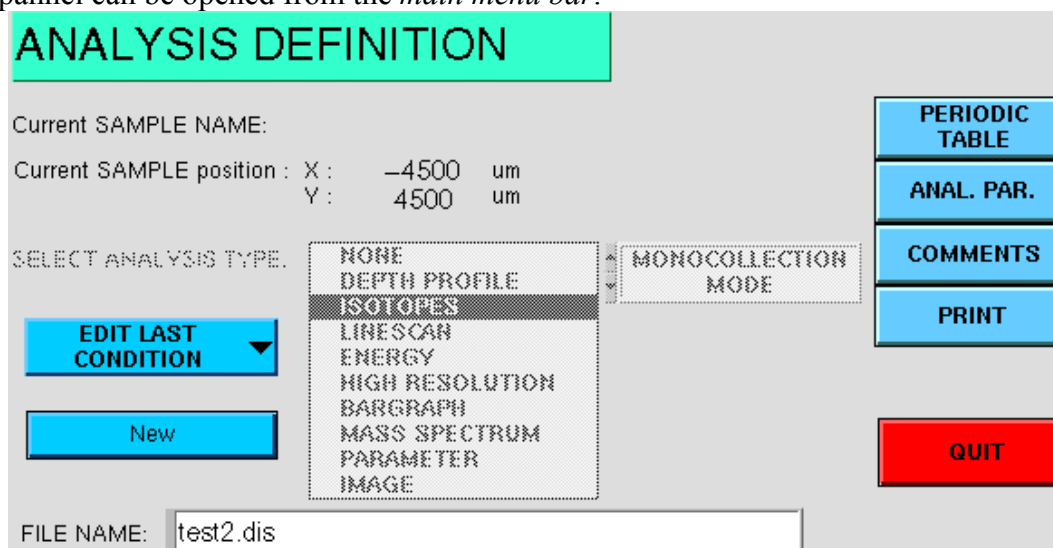 pannel can be opened from the main menu bar.
ANALYSIS DEFINITION
Current SAMPLE NAME:
Current SAMPLE position : X : -4500 um
Y : 4500 um
SELECT ANALYSIS TYPE.
NONE
DEPTH PROFILE
ISOTOPES
LINESCAN
ENERGY
HIGH RESOLUTION
BARGRAPH
MASS SPECTRUM
PARAMETER
IMAGE
MONOCOLLECTION
MODE
EDIT LAST
CONDITION
New
PERIODIC
TABLE
ANAL. PAR.
COMMENTS
PRINT
QUIT
FILE NAME: test2.dis